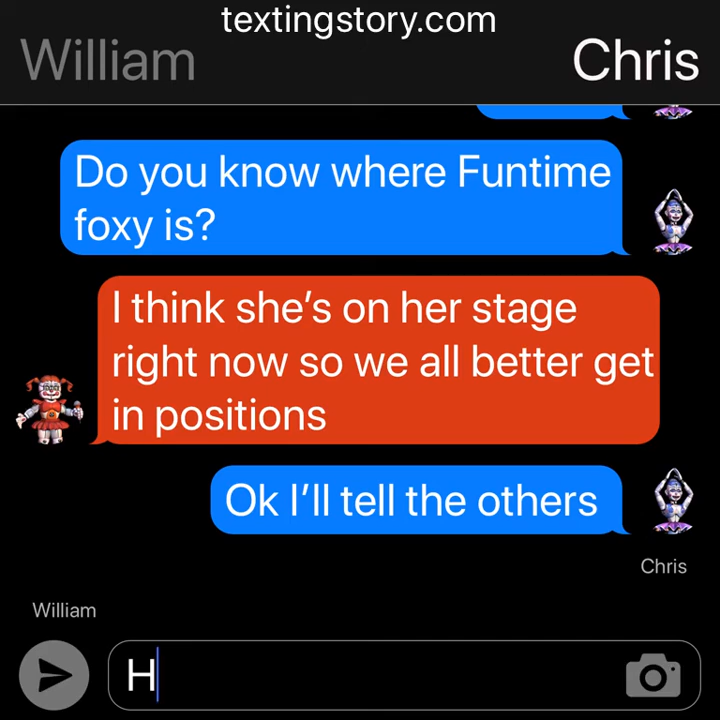 textingstory.com
William
Chris
Do you know where Funtime
foxy is?
I think she’s on her stage
right now so we all better get
in positions
Ok I’ll tell the others
Chris
William
H